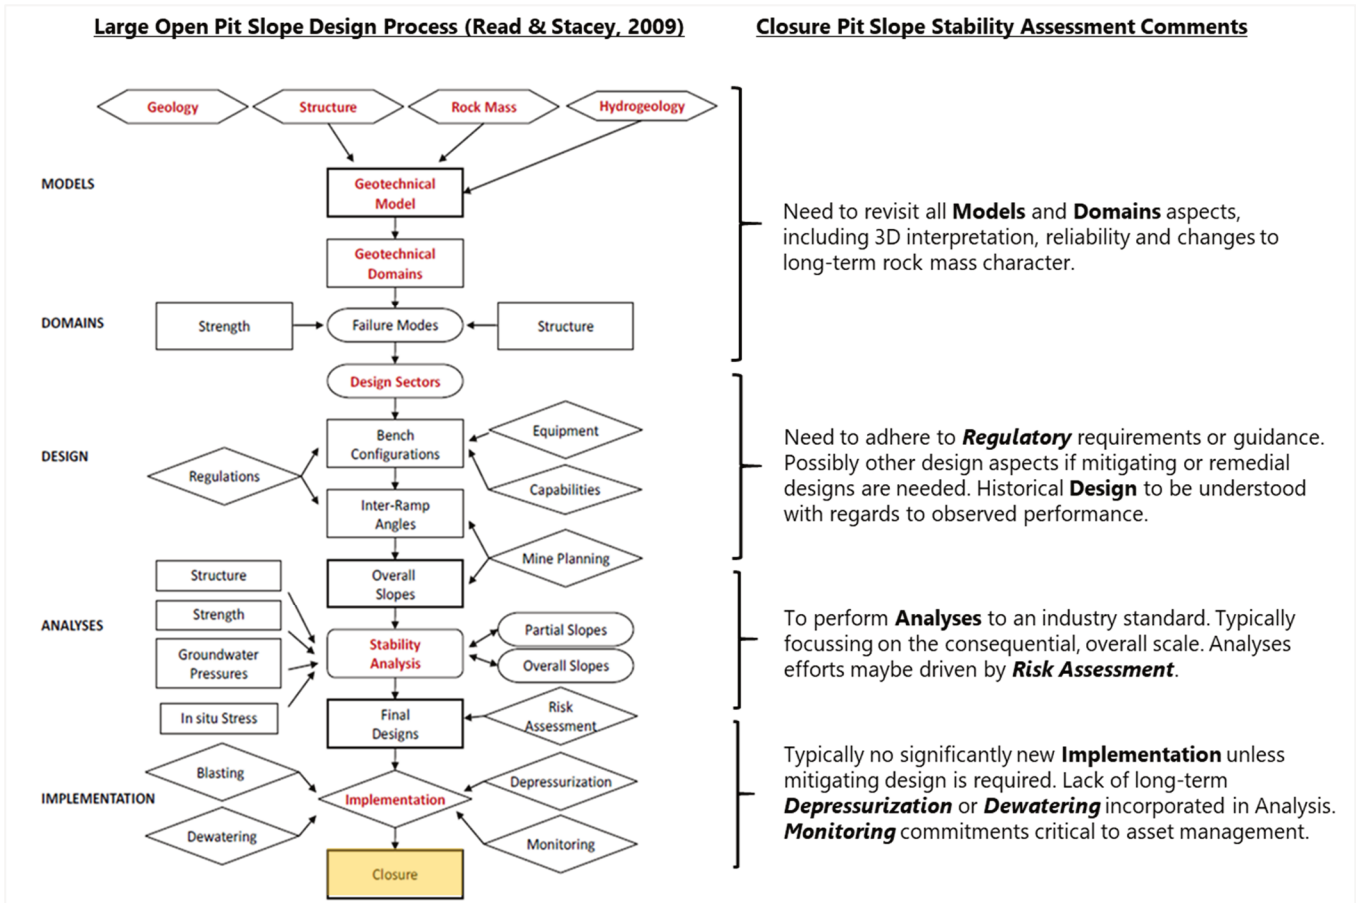 Large Open Pit Slope Design Process (Read & Stacey, 2009)
Closure Pit Slope Stability Assessment Comments
Geology
Structure
Rock Mass
Hydrogeology
MODELS
Geotechnical
Model
Geotechnical
Domains
DOMAINS
Strength
Failure Modes
Structure
Need to revisit all Models and Domains aspects,
including 3D interpretation, reliability and changes to
long-term rock mass character.
Design Sectors
DESIGN
Regulations
Bench
Configurations
Equipment
Capabilities
Inter-Ramp
Angles
Mine Planning
Overall
Slopes
Need to adhere to Regulatory requirements or guidance.
Possibly other design aspects if mitigating or remedial
designs are needed. Historical Design to be understood
with regards to observed performance.
ANALYSES
Structure
Strength
Groundwater
Pressures
In situ Stress
Stability
Analysis
Partial Slopes
Overall Slopes
Final
Designs
Risk
Assessment
To perform Analyses to an industry standard. Typically
focussing on the consequential, overall scale. Analyses
efforts maybe driven by Risk Assessment.
IMPLEMENTATION
Blasting
Dewatering
Implementation
Depressurization
Monitoring
Closure
Typically no significantly new Implementation unless
mitigating design is required. Lack of long-term
Depressurization or Dewatering incorporated in Analysis.
Monitoring commitments critical to asset management.